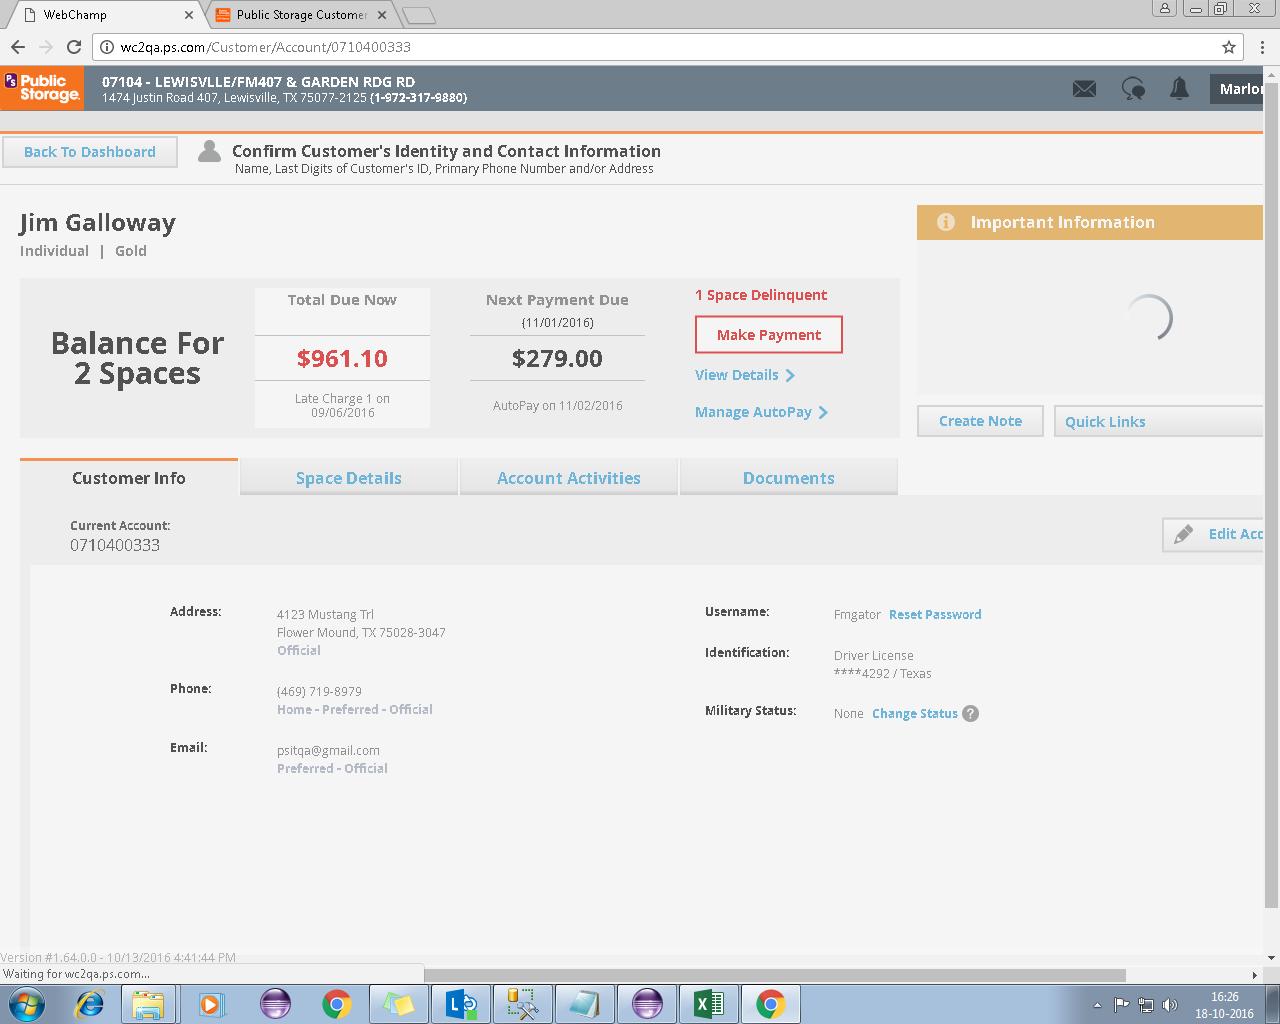 WebChamp
Public Storage Customer
wc2qa.ps.com/Customer/Account/0710400333
PS Public Storage.
07104 - LEWISVLLE/FM407 & GARDEN RDG RD
1474 Justin Road 407, Lewisville, TX 75077-2125 (1-972-317-9880)
Marlo
Back To Dashboard
Confirm Customer's Identity and Contact Information
Name, Last Digits of Customer's ID, Primary Phone Number and/or Address
Jim Galloway
Individual | Gold
Important Information
Balance For
2 Spaces
Total Due Now
$961.10
Late Charge 1 on
09/06/2016
Next Payment Due
(11/01/2016)
$279.00
AutoPay on 11/02/2016
1 Space Delinquent
Make Payment
View Details
Manage AutoPay
Create Note
Quick Links
Customer Info
Space Details
Account Activities
Documents
Current Account:
0710400333
Edit Acc
Address:
4123 Mustang Trl
Flower Mound, TX 75028-3047
Official
Phone:
(469) 719-8979
Home - Preferred - Official
Email:
psitqa@gmail.com
Preferred - Official
Username:
Fmgator Reset Password
Identification:
Driver License
****4292 / Texas
Military Status:
None Change Status ?
Version #1.64.0.0 - 10/13/2016 4:41:44 PM
Waiting for wc2qa.ps.com...
16:26
18-10-2016